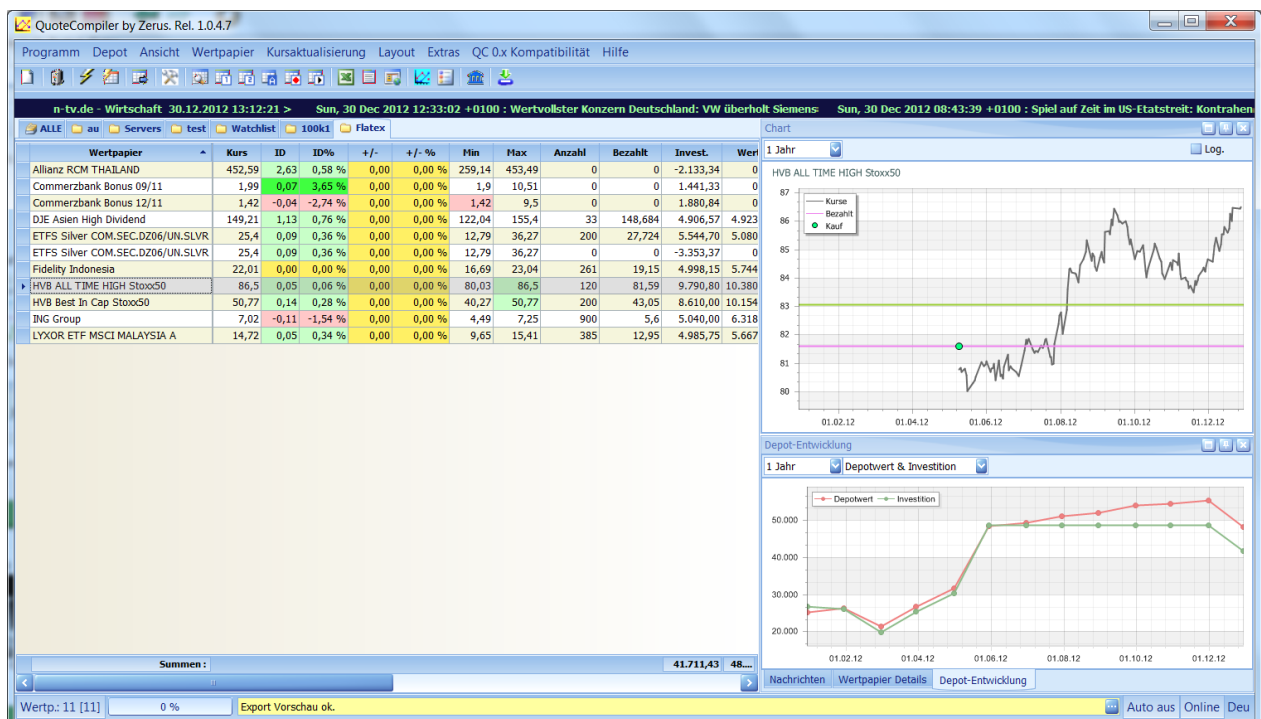 QuoteCompiler by Zerus. Rel. 1.0.4.7
Programm Depot Ansicht Wertpapier Kursaktualisierung Layout Extras QC 0.x Kompatibilität Hilfe
n-tv.de - Wirtschaft 30.12.2012 13:12:21 > Sun, 30 Dec 2012 12:33:02 +0100 : Wertvollster Konzern Deutschland: VW überholt Siemens Sun, 30 Dec 2012 08:43:39 +0100 : Spiel auf Zeit im US-Etatstreit: Kontrahen
ALLE au Servers test Watchlist 100k1 Flatex
Wertpapier Kurs ID ID% +/- +/- % Min Max Anzahl Bezahlt Invest. Wer
Allianz RCM THAILAND 452,59 2,63 0,58 % 0,00 0,00 % 259,14 453,49 0 0 -2.133,34 0
Commerzbank Bonus 09/11 1,99 0,07 3,65 % 0,00 0,00 % 1,9 10,51 0 0 1.441,33 0
Commerzbank Bonus 12/11 1,42 -0,04 -2,74 % 0,00 0,00 % 1,42 9,5 0 0 1.880,84 0
DJE Asien High Dividend 149,21 1,13 0,76 % 0,00 0,00 % 122,04 155,4 33 148,684 4.906,57 4.923
ETFS Silver COM.SEC.DZ06/UN.SLVR 25,4 0,09 0,36 % 0,00 0,00 % 12,79 36,27 200 27,724 5.544,70 5.080
ETFS Silver COM.SEC.DZ06/UN.SLVR 25,4 0,09 0,36 % 0,00 0,00 % 12,79 36,27 0 0 -3.353,37 0
Fidelity Indonesia 22,01 0,00 0,00 % 0,00 0,00 % 16,69 23,04 261 19,15 4.998,15 5.744
HVB ALL TIME HIGH Stoxx50 86,5 0,05 0,06 % 0,00 0,00 % 80,03 86,5 120 81,59 9.790,80 10.380
HVB Best In Cap Stoxx50 50,77 0,14 0,28 % 0,00 0,00 % 40,27 50,77 200 43,05 8.610,00 10.154
ING Group 7,02 -0,11 -1,54 % 0,00 0,00 % 4,49 7,25 900 5,6 5.040,00 6.318
LYXOR ETF MSCI MALAYSIA A 14,72 0,05 0,34 % 0,00 0,00 % 9,65 15,41 385 12,95 4.985,75 5.667
Summen : 41.711,43 48....
Chart
1 Jahr Log.
HVB ALL TIME HIGH Stoxx50
Kurse
Bezahlt
Kauf
87
86
85
84
83
82
81
80
01.02.12 01.04.12 01.06.12 01.08.12 01.10.12 01.12.12
Depot-Entwicklung
1 Jahr Depotwert & Investition
Depotwert Investition
50.000
40.000
30.000
20.000
01.02.12 01.04.12 01.06.12 01.08.12 01.10.12 01.12.12
Nachrichten Wertpapier Details Depot-Entwicklung
Wertp.: 11 [11] 0 % Export Vorschau ok. Auto aus Online Deu